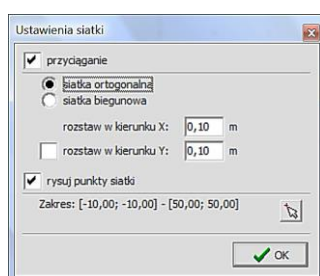 Ustawienia siatki
przyciąganie
siatka ortogonalna
siatka biegunowa
rozstaw w kierunku X: 0,10 m
rozstaw w kierunku Y: 0,10 m
rysuj punkty siatki
Zakres: [-10,00; -10,00] - [50,00; 50,00]
OK